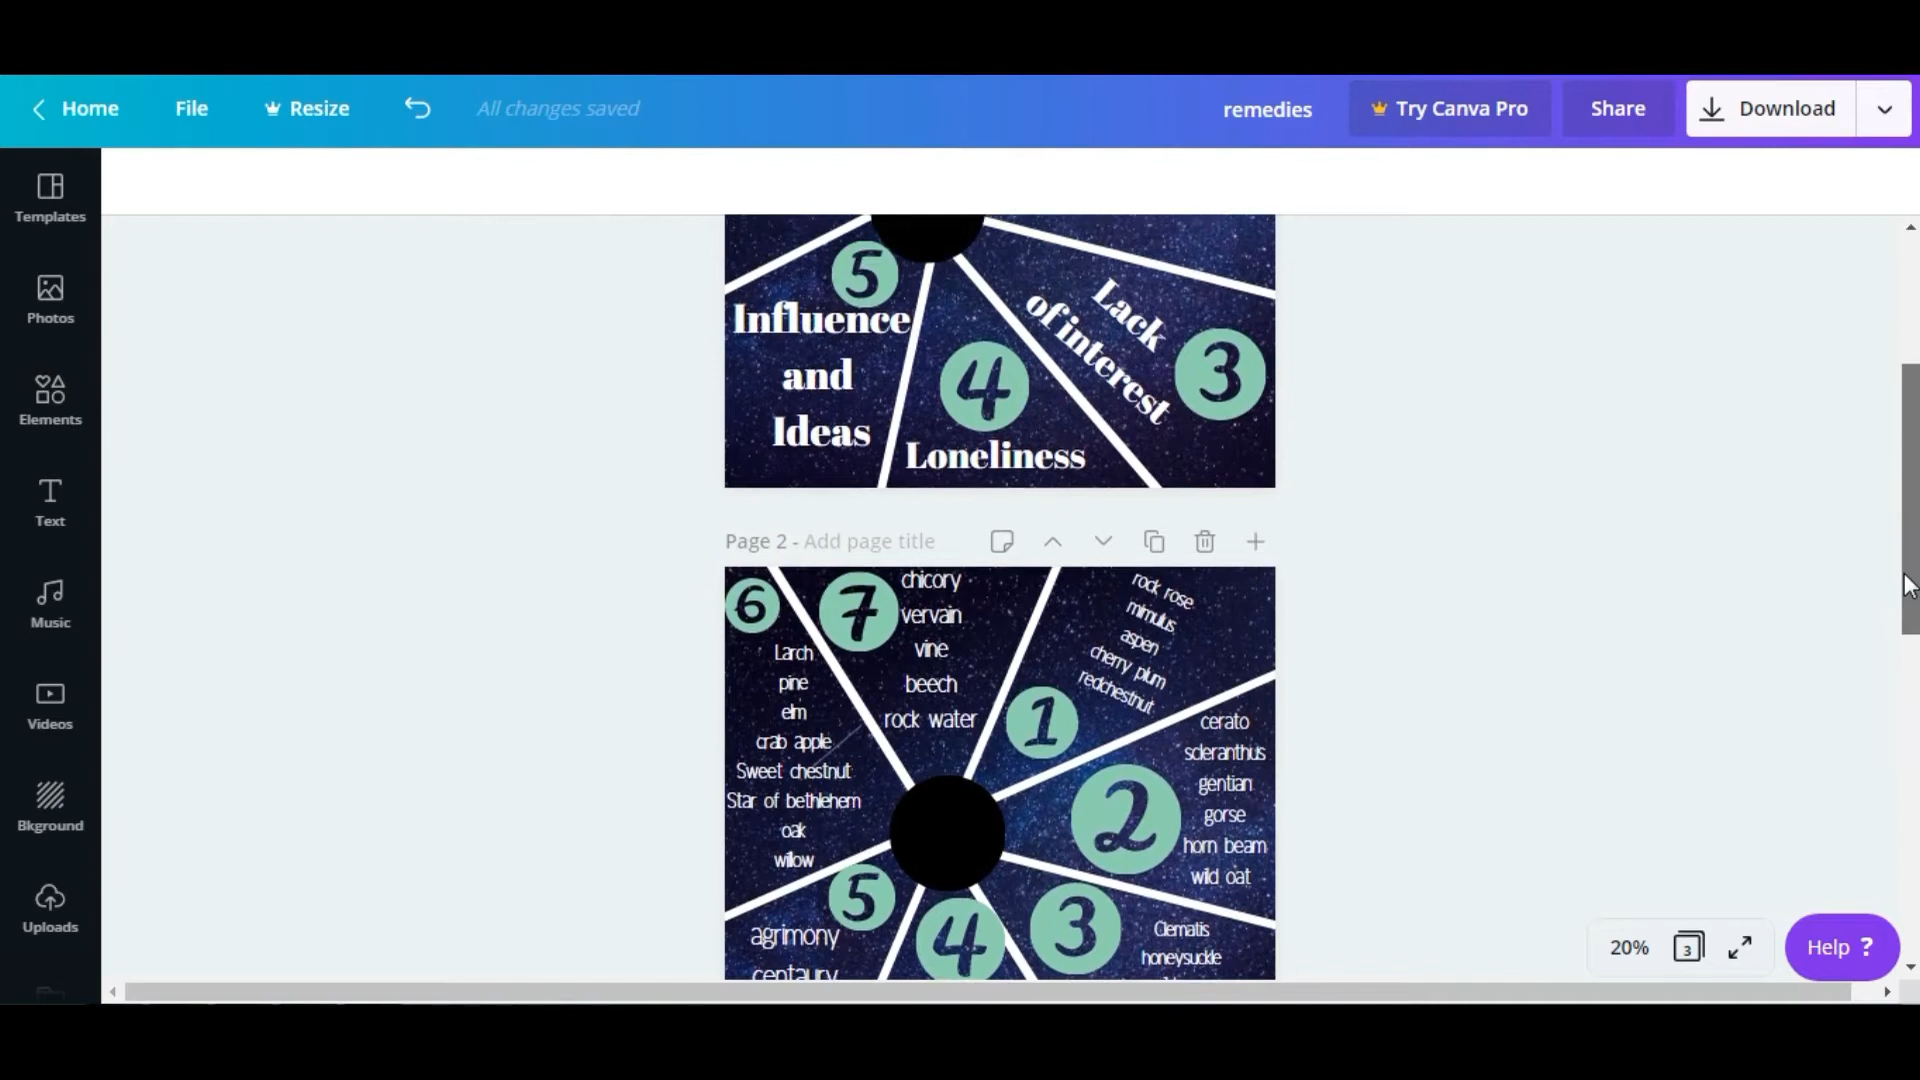 Home
File
Resize
All changes saved
remedies
Try Canva Pro
Share
Download
Templates
Photos
Elements
Text
Music
Videos
Bkground
Uploads
5
Influence
and
Ideas
4
Loneliness
Lack
of interest
3
Page 2 - Add page title
6
Larch
pine
elm
crab apple
Sweet chestnut
Star of bethlehem
oak
willow
7
chicory
vervain
vine
beech
rock water
rock rose
mimulus
aspen
cherry plum
redchestnut
1
2
cerato
scleranthus
gentian
gorse
horn beam
wild oat
5
agrimony
centaury
4
3
Clematis
honeysuckle
20%
3
Help ?